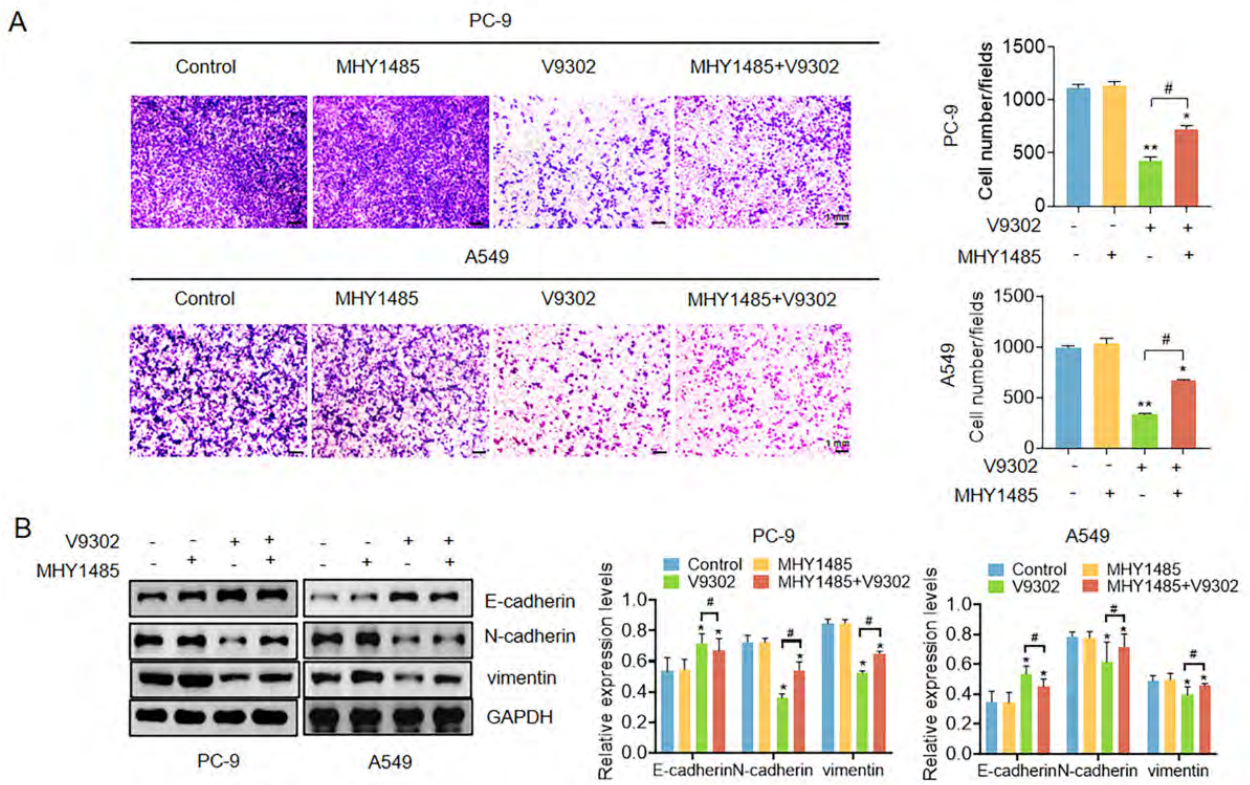 A
PC-9
Control MHY1485 V9302 MHY1485+V9302
1 mm
A549
Control MHY1485 V9302 MHY1485+V9302
1 mm
1500
1000
500
0
PC-9
Cell number/fields
** * #
V9302 - - + +
MHY1485 - + - +
1500
1000
500
0
A549
Cell number/fields
** * #
V9302 - - + +
MHY1485 - + - +
B
V9302 - - + + - - + +
MHY1485 - + - + - + - +
E-cadherin
N-cadherin
vimentin
GAPDH
PC-9 A549
PC-9
Control MHY1485
V9302 MHY1485+V9302
Relative expression levels
1.0
0.8
0.6
0.4
0.2
0.0
* * # * * # * * #
E-cadherin N-cadherin vimentin
A549
Control MHY1485
V9302 MHY1485+V9302
Relative expression levels
1.0
0.8
0.6
0.4
0.2
0.0
* * # * * # * * #
E-cadherin N-cadherin vimentin